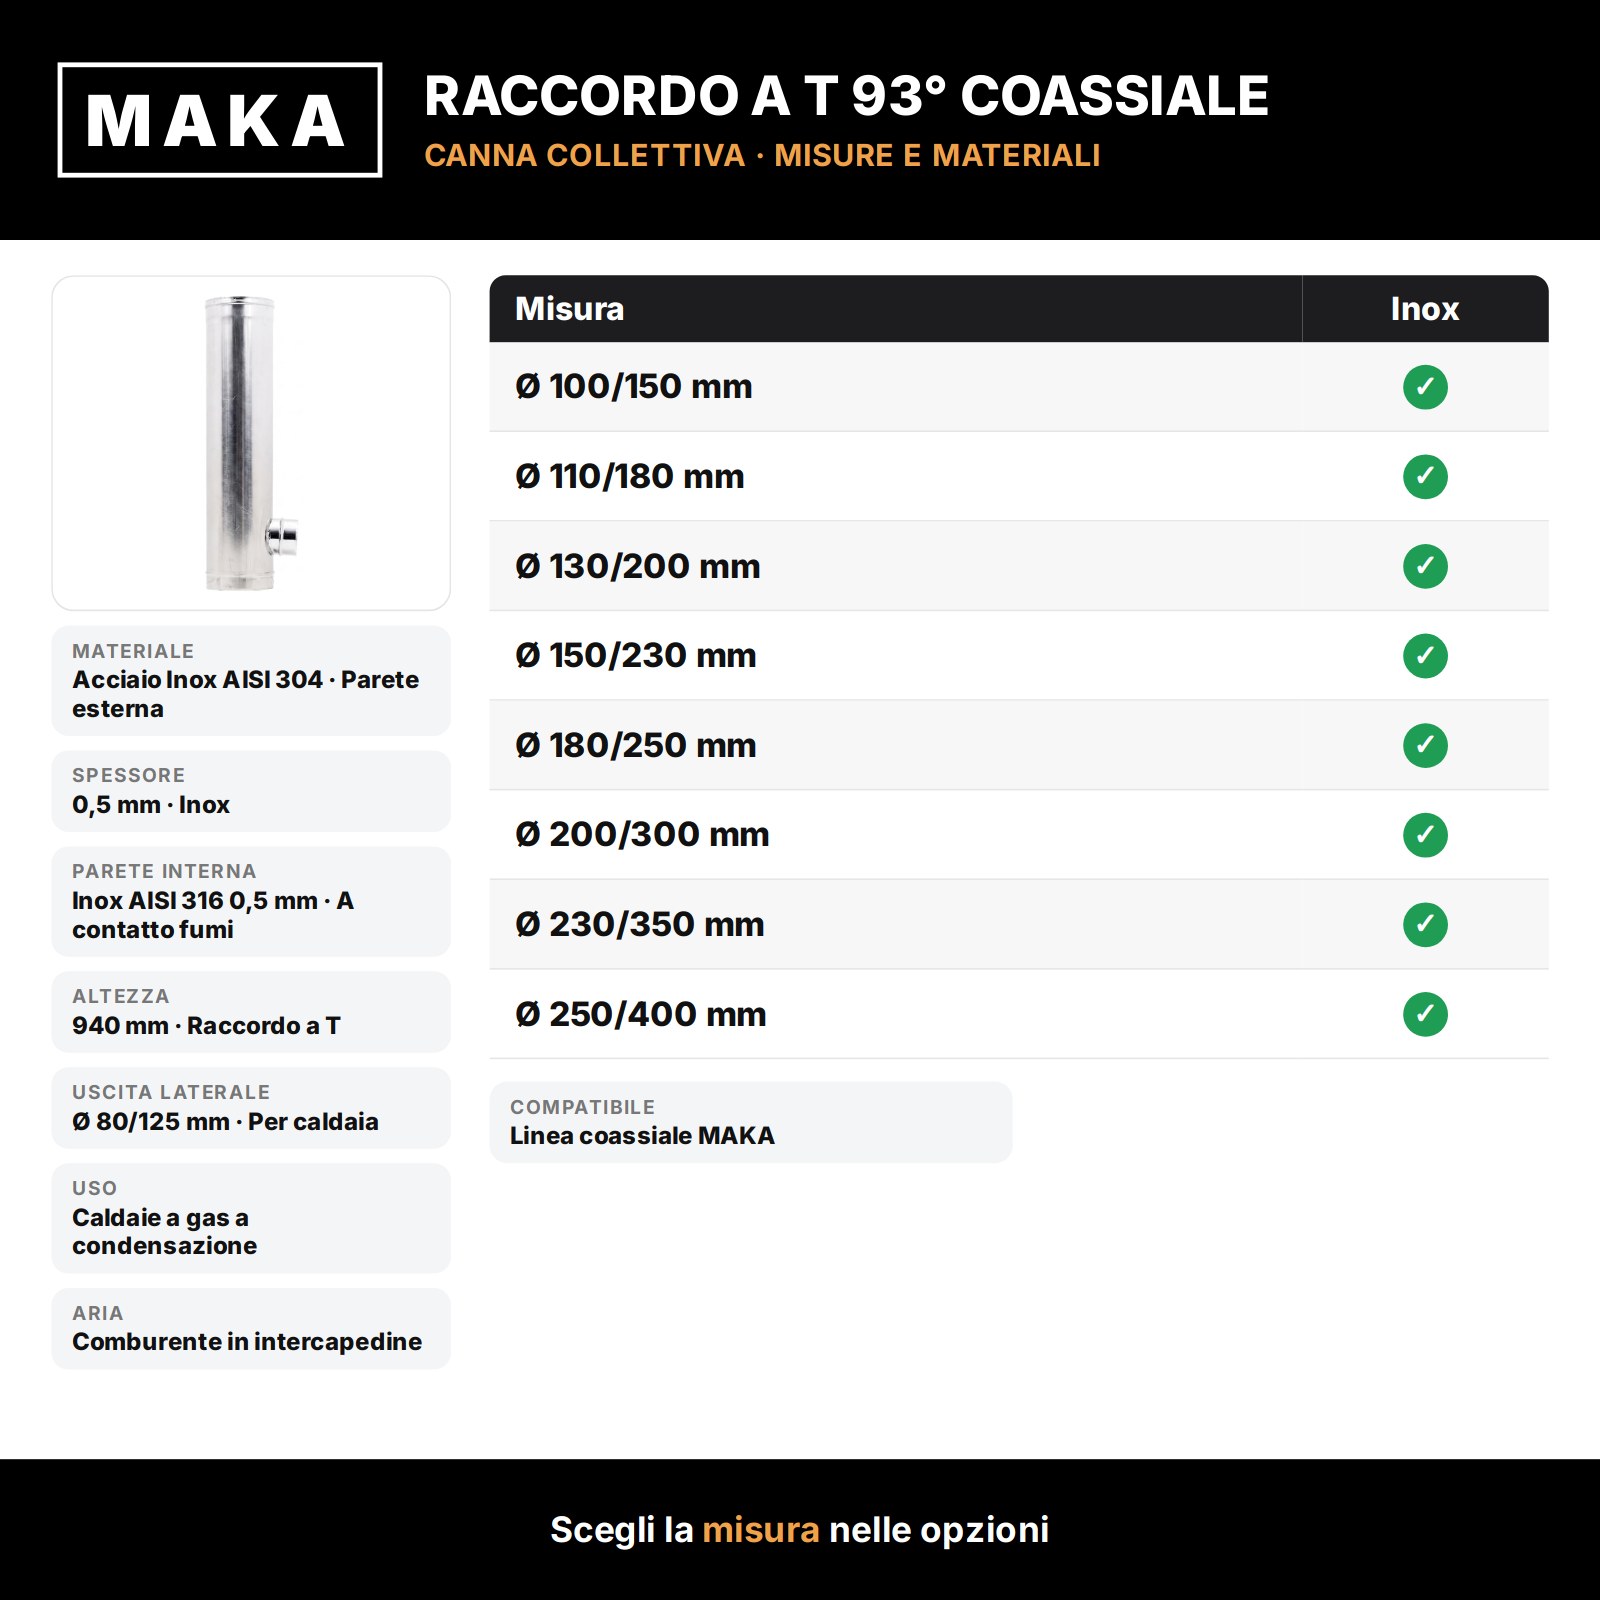 MAKA
RACCORDO A T 93° COASSIALE
CANNA COLLETTIVA · MISURE E MATERIALI
MATERIALE
Acciaio Inox AISI 304 · Parete
esterna
SPESSORE
0,5 mm · Inox
PARETE INTERNA
Inox AISI 316 0,5 mm · A
contatto fumi
ALTEZZA
940 mm · Raccordo a T
USCITA LATERALE
Ø 80/125 mm · Per caldaia
USO
Caldaie a gas a
condensazione
ARIA
Comburente in intercapedine
Misura Inox
Ø 100/150 mm ✓
Ø 110/180 mm ✓
Ø 130/200 mm ✓
Ø 150/230 mm ✓
Ø 180/250 mm ✓
Ø 200/300 mm ✓
Ø 230/350 mm ✓
Ø 250/400 mm ✓
COMPATIBILE
Linea coassiale MAKA
Scegli la misura nelle opzioni